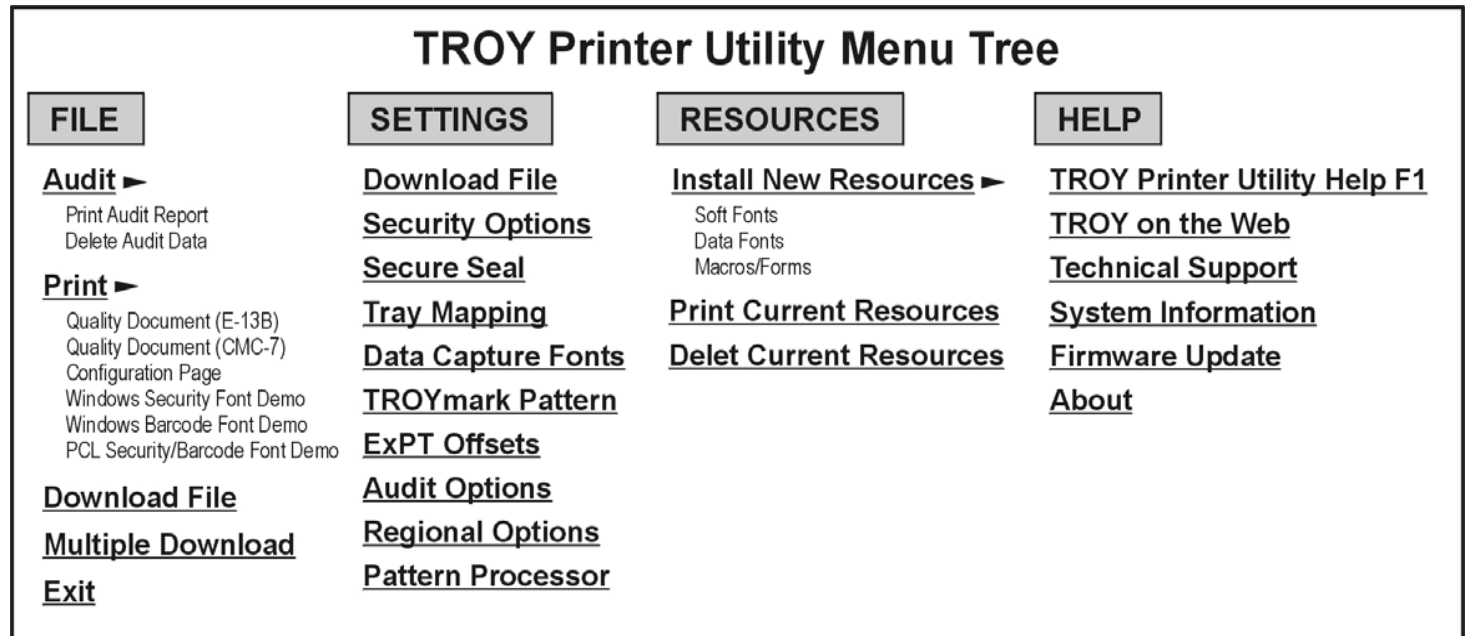 TROY Printer Utility Menu Tree
FILE
Audit ►
Print Audit Report
Delete Audit Data
Print ►
Quality Document (E-13B)
Quality Document (CMC-7)
Configuration Page
Windows Security Font Demo
Windows Barcode Font Demo
PCL Security/Barcode Font Demo
Download File
Multiple Download
Exit
SETTINGS
Download File
Security Options
Secure Seal
Tray Mapping
Data Capture Fonts
TROYmark Pattern
ExPT Offsets
Audit Options
Regional Options
Pattern Processor
RESOURCES
Install New Resources ►
Soft Fonts
Data Fonts
Macros/Forms
Print Current Resources
Delet Current Resources
HELP
TROY Printer Utility Help F1
TROY on the Web
Technical Support
System Information
Firmware Update
About